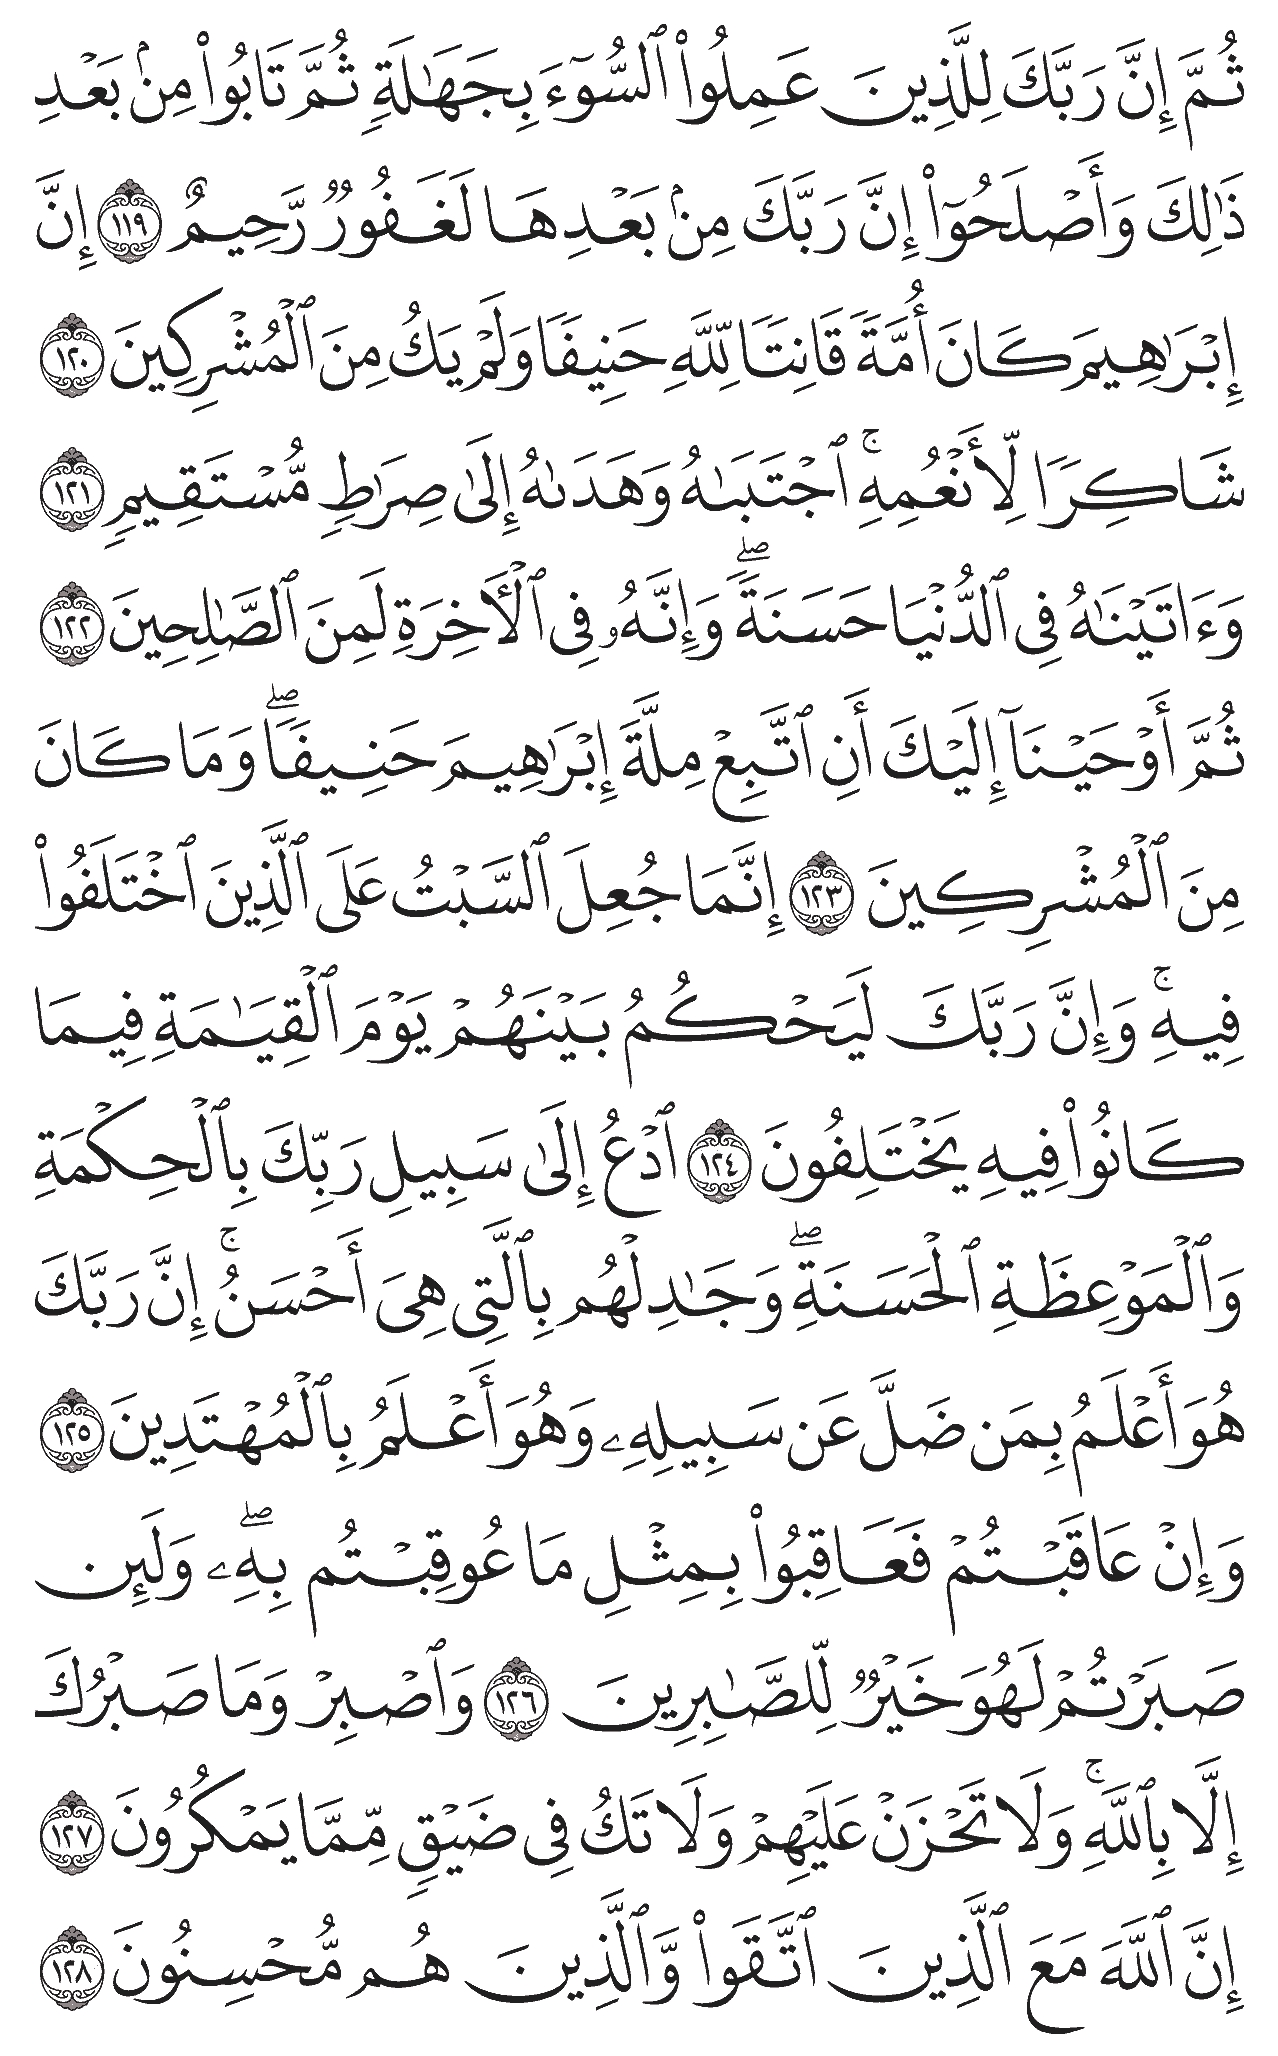 ثُمَّ إِنَّ رَبَّكَ لِلَّذِينَ عَمِلُوا۟ ٱلسُّوٓءَ بِجَهَٰلَةٍ ثُمَّ تَابُوا۟ مِنۢ بَعْدِ
ذَٰلِكَ وَأَصْلَحُوٓا۟ إِنَّ رَبَّكَ مِنۢ بَعْدِهَا لَغَفُورٌ رَّحِيمٌ ١١٩ إِنَّ
إِبْرَٰهِيمَ كَانَ أُمَّةً قَانِتًا لِّلَّهِ حَنِيفًا وَلَمْ يَكُ مِنَ ٱلْمُشْرِكِينَ ١٢٠
شَاكِرًا لِّأَنْعُمِهِ ۚ ٱجْتَبَىٰهُ وَهَدَىٰهُ إِلَىٰ صِرَٰطٍ مُّسْتَقِيمٍ ١٢١
وَءَاتَيْنَٰهُ فِى ٱلدُّنْيَا حَسَنَةً ۖ وَإِنَّهُۥ فِى ٱلْـَٔاخِرَةِ لَمِنَ ٱلصَّٰلِحِينَ ١٢٢
ثُمَّ أَوْحَيْنَآ إِلَيْكَ أَنِ ٱتَّبِعْ مِلَّةَ إِبْرَٰهِيمَ حَنِيفًا ۖ وَمَا كَانَ
مِنَ ٱلْمُشْرِكِينَ ١٢٣ إِنَّمَا جُعِلَ ٱلسَّبْتُ عَلَى ٱلَّذِينَ ٱخْتَلَفُوا۟
فِيهِ ۚ وَإِنَّ رَبَّكَ لَيَحْكُمُ بَيْنَهُمْ يَوْمَ ٱلْقِيَٰمَةِ فِيمَا
كَانُوا۟ فِيهِ يَخْتَلِفُونَ ١٢٤ ٱدْعُ إِلَىٰ سَبِيلِ رَبِّكَ بِٱلْحِكْمَةِ
وَٱلْمَوْعِظَةِ ٱلْحَسَنَةِ ۖ وَجَٰدِلْهُم بِٱلَّتِى هِىَ أَحْسَنُ ۚ إِنَّ رَبَّكَ
هُوَ أَعْلَمُ بِمَن ضَلَّ عَن سَبِيلِهِۦ وَهُوَ أَعْلَمُ بِٱلْمُهْتَدِينَ ١٢٥
وَإِنْ عَاقَبْتُمْ فَعَاقِبُوا۟ بِمِثْلِ مَا عُوقِبْتُم بِهِۦ ۖ وَلَئِن
صَبَرْتُمْ لَهُوَ خَيْرٌ لِّلصَّٰبِرِينَ ١٢٦ وَٱصْبِرْ وَمَا صَبْرُكَ
إِلَّا بِٱللَّهِ ۚ وَلَا تَحْزَنْ عَلَيْهِمْ وَلَا تَكُ فِى ضَيْقٍ مِّمَّا يَمْكُرُونَ ١٢٧
إِنَّ ٱللَّهَ مَعَ ٱلَّذِينَ ٱتَّقَوا۟ وَّٱلَّذِينَ هُم مُّحْسِنُونَ ١٢٨